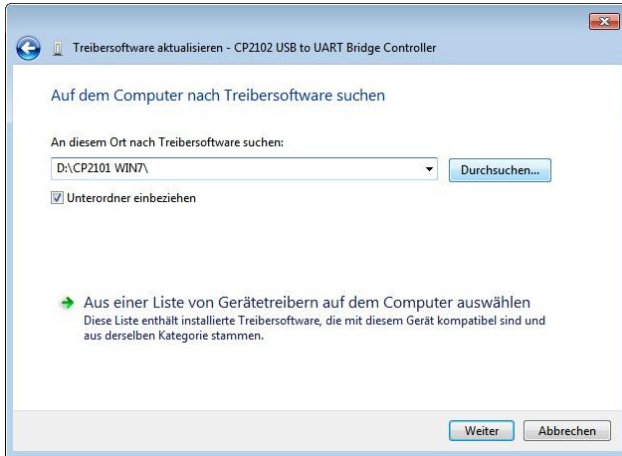 Treibersoftware aktualisieren - CP2102 USB to UART Bridge Controller
Auf dem Computer nach Treibersoftware suchen
An diesem Ort nach Treibersoftware suchen:
D:\CP2101 WIN7\
Durchsuchen...
Unterordner einbeziehen
Aus einer Liste von Gerätetreibern auf dem Computer auswählen
Diese Liste enthält installierte Treibersoftware, die mit diesem Gerät kompatibel sind und
aus derselben Kategorie stammen.
Weiter
Abbrechen